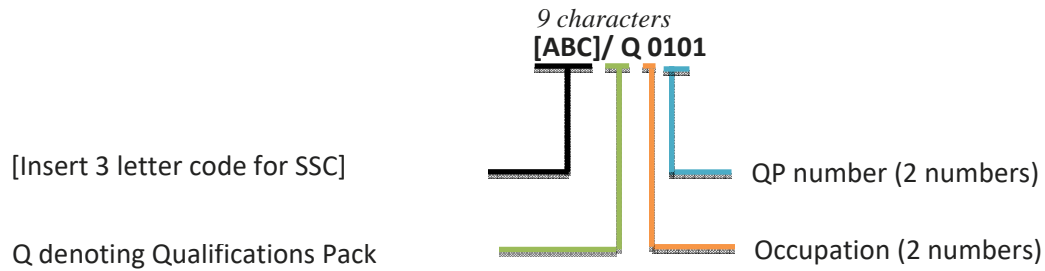 9 characters
[ABC]/ Q 0101
[Insert 3 letter code for SSC]
QP number (2 numbers)
Q denoting Qualifications Pack
Occupation (2 numbers)